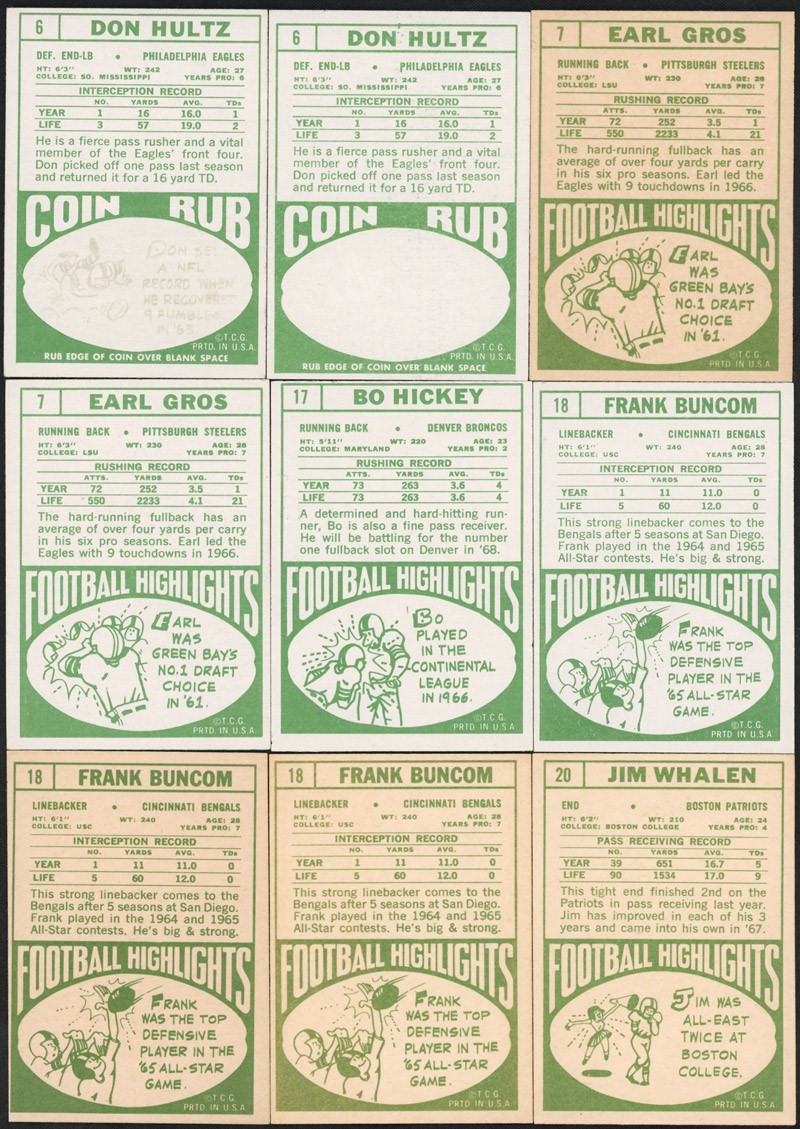 6 DON HULTZ
DEF. END-LB • PHILADELPHIA EAGLES
HT: 6'3" WT: 242 AGE: 27
COLLEGE: SO. MISSISSIPPI YEARS PRO: 6
INTERCEPTION RECORD
NO. YARDS AVG. TDs
YEAR 1 16 16.0 1
LIFE 3 57 19.0 2
He is a fierce pass rusher and a vital
member of the Eagles' front four.
Don picked off one pass last season
and returned it for a 16 yard TD.
COIN RUB
DON SET
A NFL
RECORD WHEN
HE RECOVERED
9 FUMBLES
IN '63.
©T.C.G.
PRTD. IN U.S.A.
RUB EDGE OF COIN OVER BLANK SPACE
6 DON HULTZ
DEF. END-LB • PHILADELPHIA EAGLES
HT: 6'3" WT: 242 AGE: 27
COLLEGE: SO. MISSISSIPPI YEARS PRO: 6
INTERCEPTION RECORD
NO. YARDS AVG. TDs
YEAR 1 16 16.0 1
LIFE 3 57 19.0 2
He is a fierce pass rusher and a vital
member of the Eagles' front four.
Don picked off one pass last season
and returned it for a 16 yard TD.
COIN RUB
©T.C.G.
PRTD. IN U.S.A.
RUB EDGE OF COIN OVER BLANK SPACE
7 EARL GROS
RUNNING BACK • PITTSBURGH STEELERS
HT: 6'3" WT: 230 AGE: 28
COLLEGE: LSU YEARS PRO: 7
RUSHING RECORD
ATTS. YARDS AVG. TDs
YEAR 72 252 3.5 1
LIFE 550 2233 4.1 21
The hard-running fullback has an
average of over four yards per carry
in his six pro seasons. Earl led the
Eagles with 9 touchdowns in 1966.
FOOTBALL HIGHLIGHTS
EARL
WAS
GREEN BAY'S
NO.1 DRAFT
CHOICE
IN '61.
©T.C.G.
PRTD. IN U.S.A.
7 EARL GROS
RUNNING BACK • PITTSBURGH STEELERS
HT: 6'3" WT: 230 AGE: 28
COLLEGE: LSU YEARS PRO: 7
RUSHING RECORD
ATTS. YARDS AVG. TDs
YEAR 72 252 3.5 1
LIFE 550 2233 4.1 21
The hard-running fullback has an
average of over four yards per carry
in his six pro seasons. Earl led the
Eagles with 9 touchdowns in 1966.
FOOTBALL HIGHLIGHTS
EARL
WAS
GREEN BAY'S
NO.1 DRAFT
CHOICE
IN '61.
©T.C.G.
PRTD. IN U.S.A.
17 BO HICKEY
RUNNING BACK • DENVER BRONCOS
HT: 5'11" WT: 220 AGE: 23
COLLEGE: MARYLAND YEARS PRO: 2
RUSHING RECORD
ATTS. YARDS AVG. TDs
YEAR 73 263 3.6 4
LIFE 73 263 3.6 4
A determined and hard-hitting run-
ner, Bo is also a fine pass receiver.
He will be battling for the number
one fullback slot on Denver in '68.
FOOTBALL HIGHLIGHTS
BO
PLAYED
IN THE
CONTINENTAL
LEAGUE
IN 1966.
©T.C.G.
PRTD. IN U.S.A.
18 FRANK BUNCOM
LINEBACKER • CINCINNATI BENGALS
HT: 6'1" WT: 240 AGE: 28
COLLEGE: USC YEARS PRO: 7
INTERCEPTION RECORD
NO. YARDS AVG. TDs
YEAR 1 11 11.0 0
LIFE 5 60 12.0 0
This strong linebacker comes to the
Bengals after 5 seasons at San Diego.
Frank played in the 1964 and 1965
All-Star contests. He's big & strong.
FOOTBALL HIGHLIGHTS
FRANK
WAS THE TOP
DEFENSIVE
PLAYER IN THE
'65 ALL-STAR
GAME.
©T.C.G.
PRTD. IN U.S.A.
18 FRANK BUNCOM
LINEBACKER • CINCINNATI BENGALS
HT: 6'1" WT: 240 AGE: 28
COLLEGE: USC YEARS PRO: 7
INTERCEPTION RECORD
NO. YARDS AVG. TDs
YEAR 1 11 11.0 0
LIFE 5 60 12.0 0
This strong linebacker comes to the
Bengals after 5 seasons at San Diego.
Frank played in the 1964 and 1965
All-Star contests. He's big & strong.
FOOTBALL HIGHLIGHTS
FRANK
WAS THE TOP
DEFENSIVE
PLAYER IN THE
'65 ALL-STAR
GAME.
©T.C.G.
PRTD. IN U.S.A.
18 FRANK BUNCOM
LINEBACKER • CINCINNATI BENGALS
HT: 6'1" WT: 240 AGE: 28
COLLEGE: USC YEARS PRO: 7
INTERCEPTION RECORD
NO. YARDS AVG. TDs
YEAR 1 11 11.0 0
LIFE 5 60 12.0 0
This strong linebacker comes to the
Bengals after 5 seasons at San Diego.
Frank played in the 1964 and 1965
All-Star contests. He's big & strong.
FOOTBALL HIGHLIGHTS
FRANK
WAS THE TOP
DEFENSIVE
PLAYER IN THE
'65 ALL-STAR
GAME.
©T.C.G.
PRTD. IN U.S.A.
20 JIM WHALEN
END • BOSTON PATRIOTS
HT: 6'2" WT: 210 AGE: 24
COLLEGE: BOSTON COLLEGE YEARS PRO: 4
PASS RECEIVING RECORD
NO. YARDS AVG. TDs
YEAR 39 651 16.7 5
LIFE 90 1534 17.0 9
This tight end finished 2nd on the
Patriots in pass receiving last year.
Jim has improved in each of his 3
years and came into his own in '67.
FOOTBALL HIGHLIGHTS
JIM WAS
ALL-EAST
TWICE AT
BOSTON
COLLEGE.
©T.C.G.
PRTD. IN U.S.A.